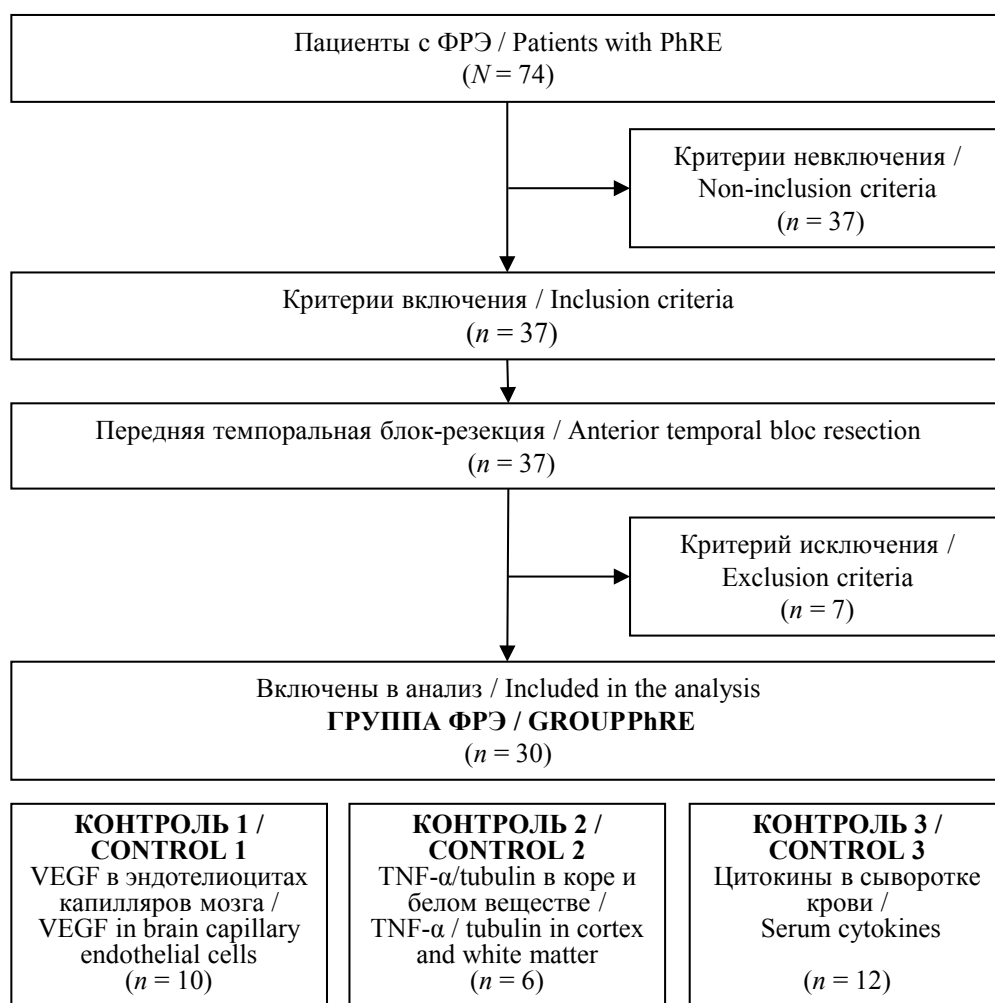 Пациенты с ФРЭ / Patients with PhRE
(N = 74)
Критерии невключения /
Non-inclusion criteria
(n = 37)
Критерии включения / Inclusion criteria
(n = 37)
Передняя темпоральная блок-резекция / Anterior temporal bloc resection
(n = 37)
Критерий исключения /
Exclusion criteria
(n = 7)
Включены в анализ / Included in the analysis
ГРУППА ФРЭ / GROUPPhRE
(n = 30)
КОНТРОЛЬ 1 /
CONTROL 1
VEGF в эндотелиоцитах
капилляров мозга /
VEGF in brain capillary
endothelial cells
(n = 10)
КОНТРОЛЬ 2 /
CONTROL 2
TNF-α/tubulin в коре и
белом веществе /
TNF-α / tubulin in cortex
and white matter
(n = 6)
КОНТРОЛЬ 3 /
CONTROL 3
Цитокины в сыворотке
крови /
Serum cytokines
(n = 12)